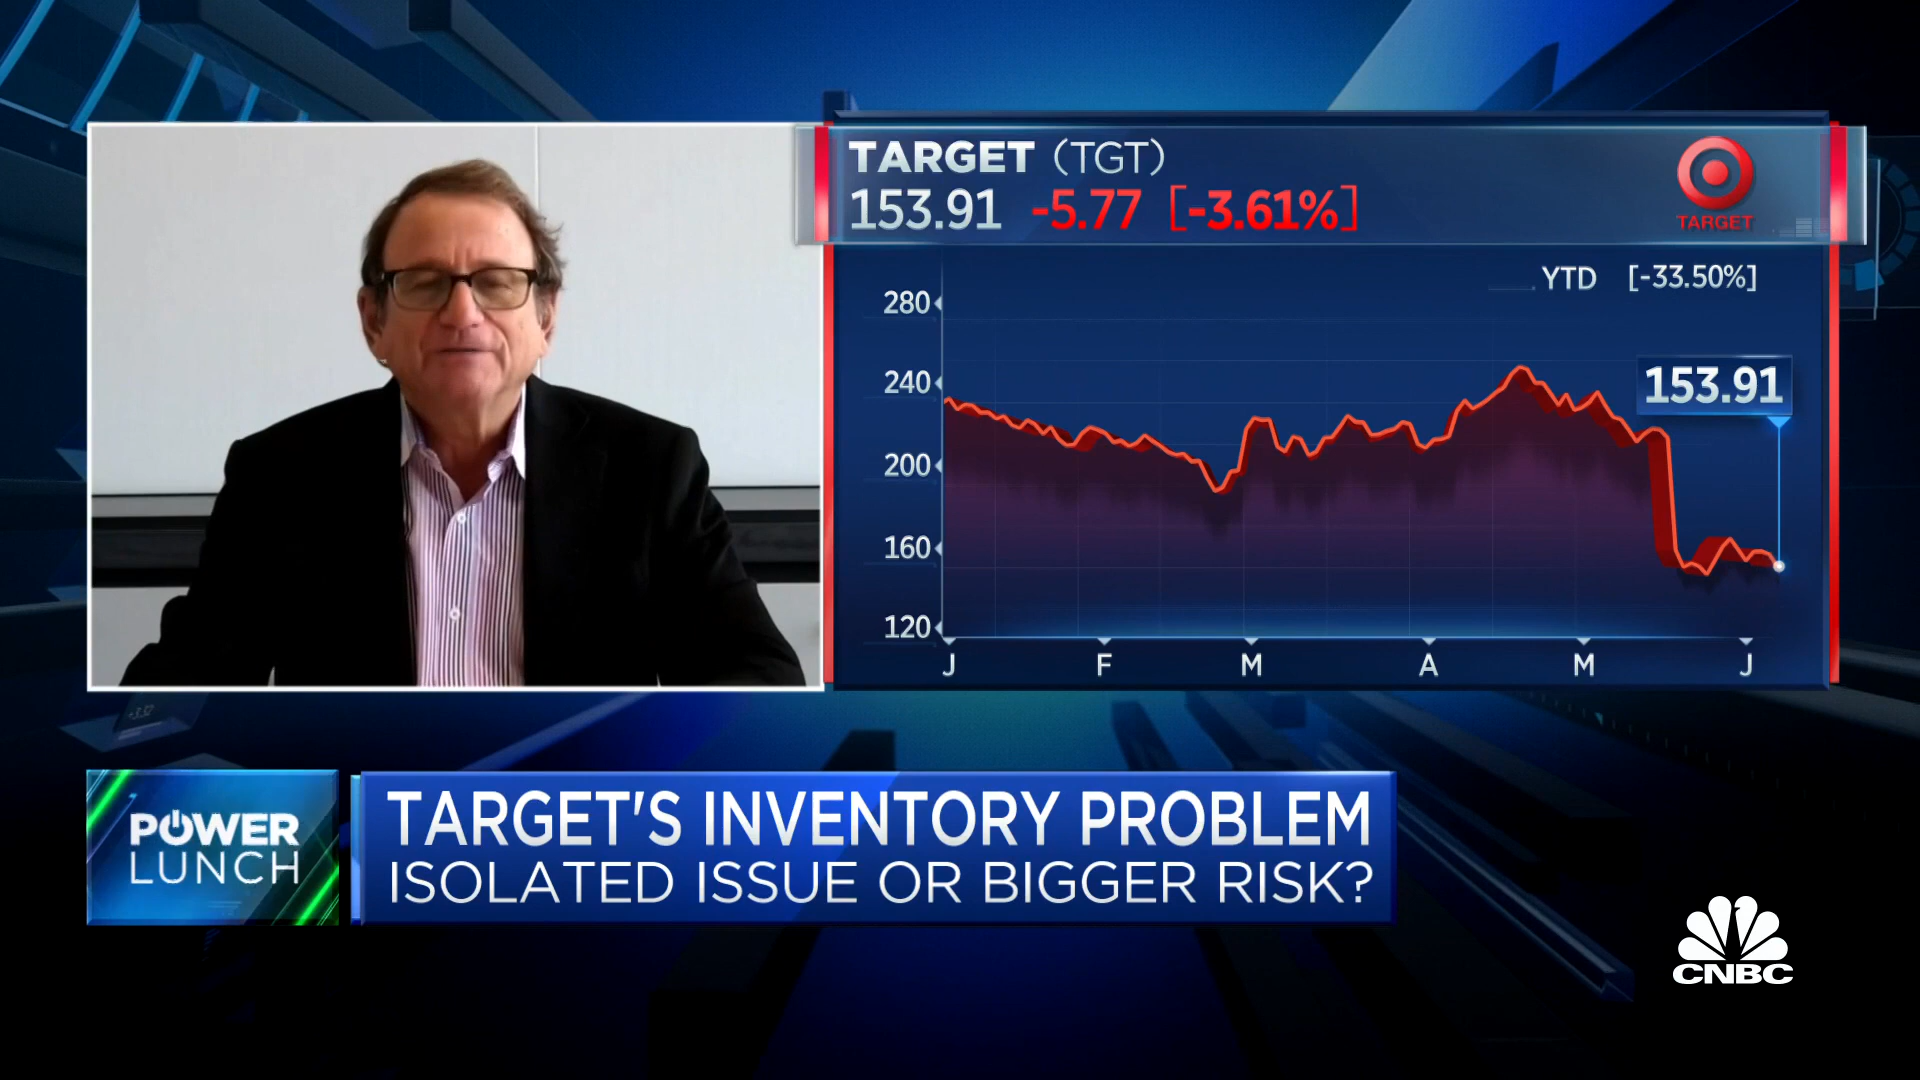 TARGET (TGT)
153.91 -5.77 [-3.61%]
TARGET
YTD [-33.50%]
280
240
200
160
120
153.91
J F M A M J
POWER
LUNCH
TARGET'S INVENTORY PROBLEM
ISOLATED ISSUE OR BIGGER RISK?
CNBC